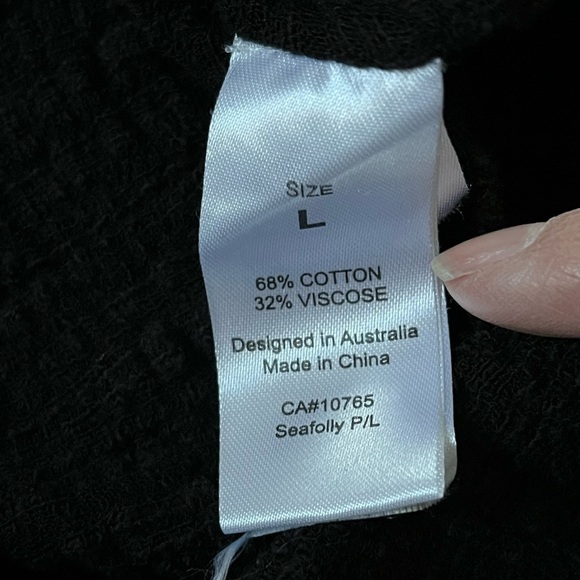 SIZE
L
68% COTTON
32% VISCOSE
Designed in Australia
Made in China
CA#10765
Seafolly P/L